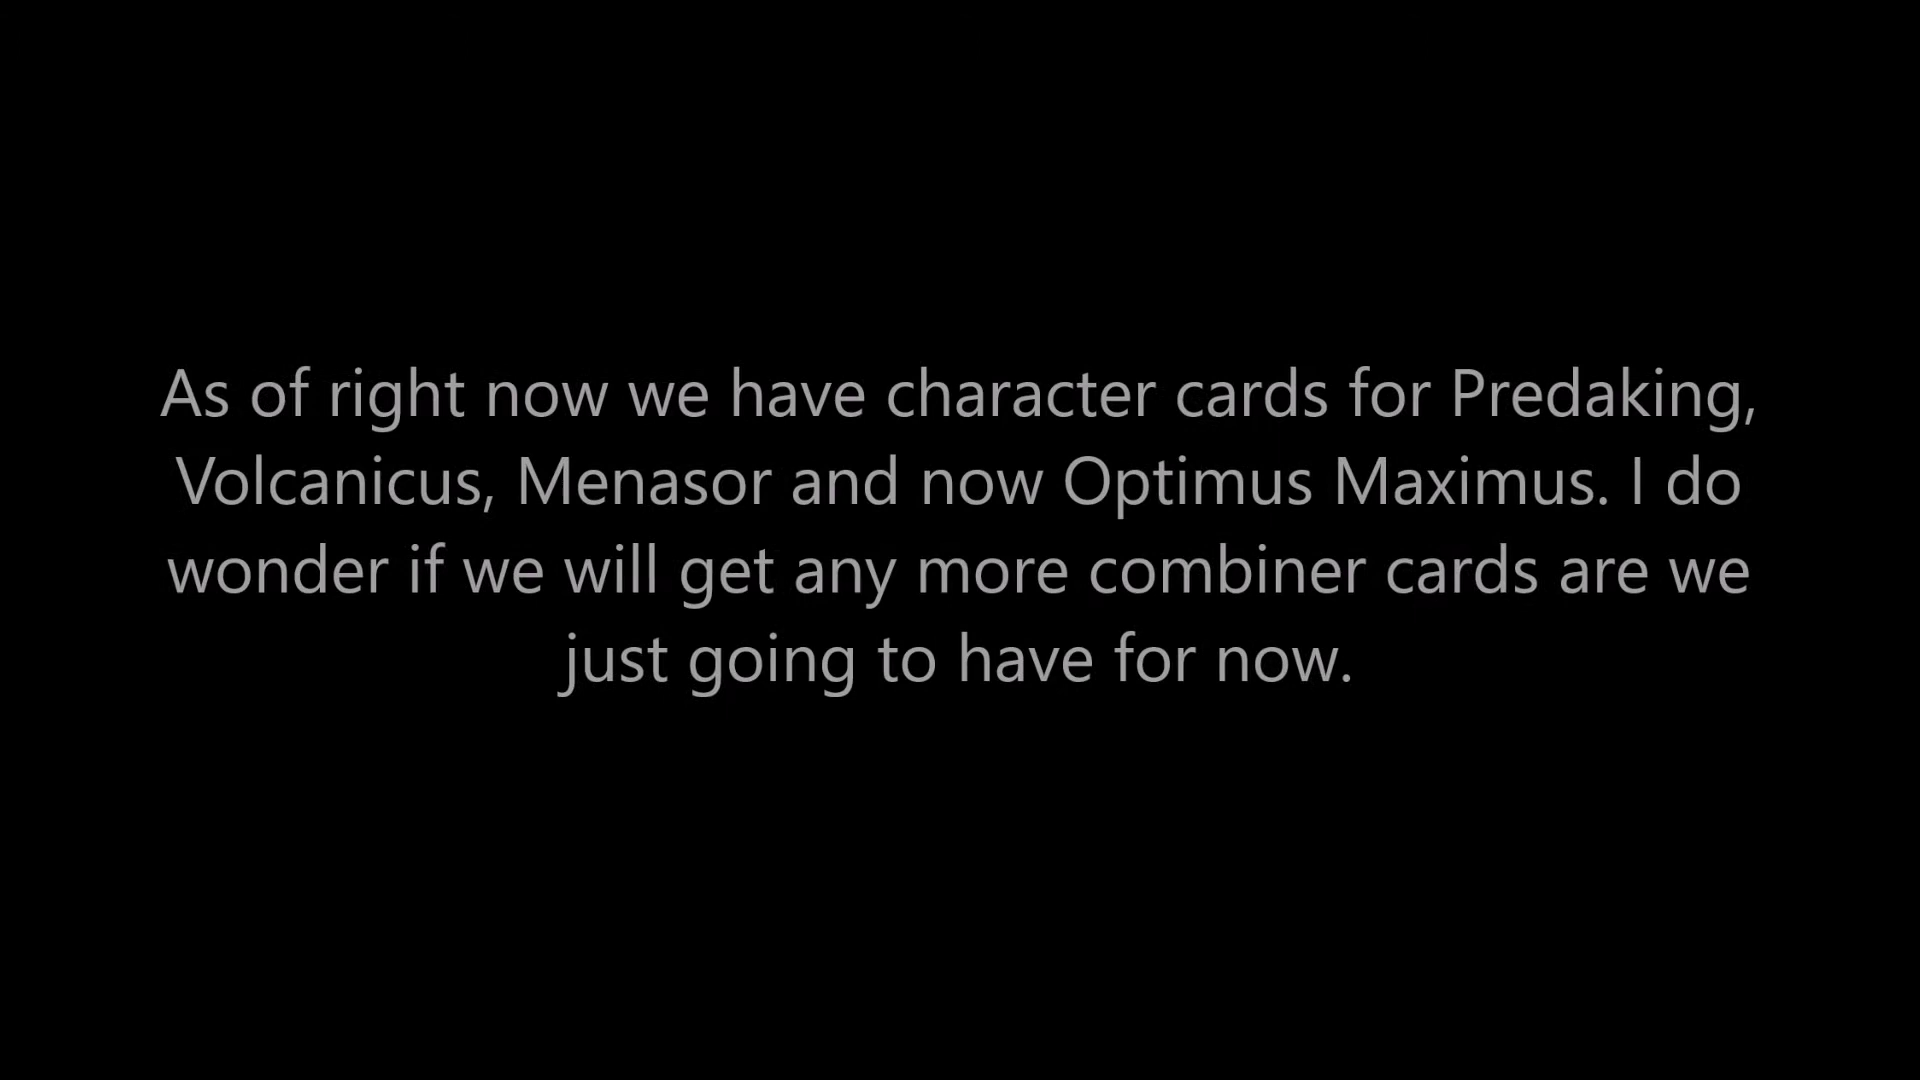 As of right now we have character cards for Predaking,
Volcanicus, Menasor and now Optimus Maximus. I do
wonder if we will get any more combiner cards are we
just going to have for now.